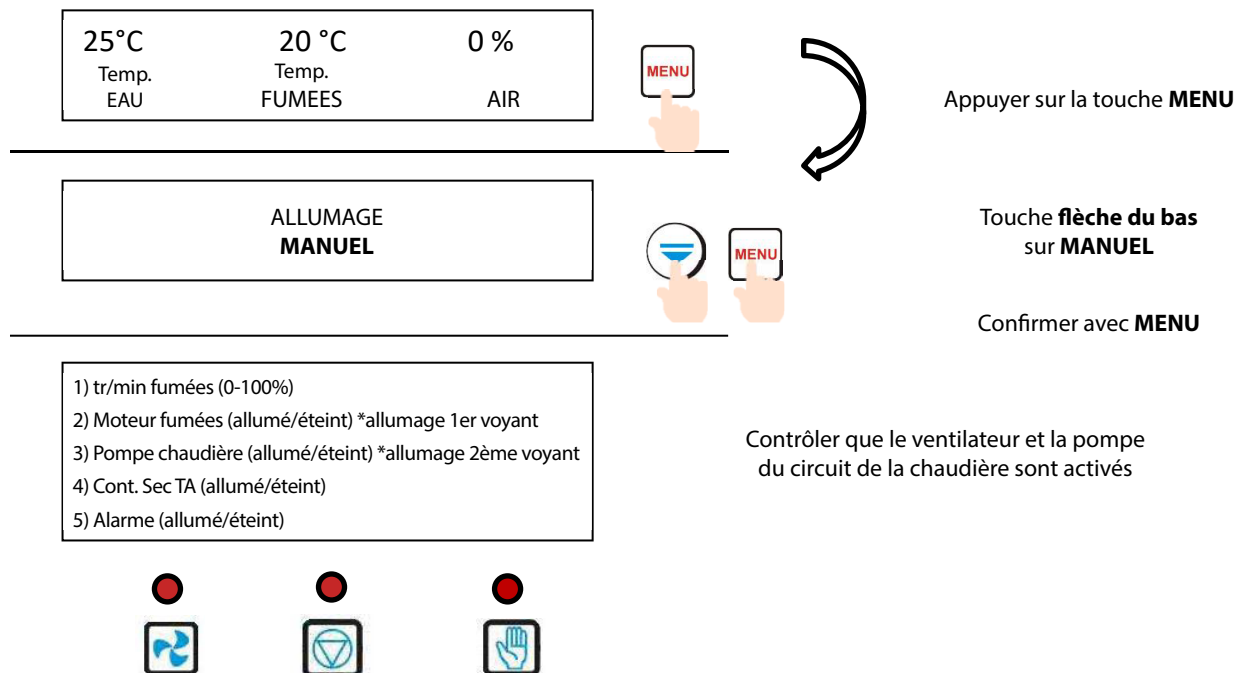 25°C 20 °C 0 %
Temp. Temp.
EAU FUMEES AIR
MENU
Appuyer sur la touche MENU
ALLUMAGE
MANUEL
MENU
Touche flèche du bas
sur MANUEL
Confirmer avec MENU
1) tr/min fumées (0-100%)
2) Moteur fumées (allumé/éteint) *allumage 1er voyant
3) Pompe chaudière (allumé/éteint) *allumage 2ème voyant
4) Cont. Sec TA (allumé/éteint)
5) Alarme (allumé/éteint)
Contrôler que le ventilateur et la pompe
du circuit de la chaudière sont activés